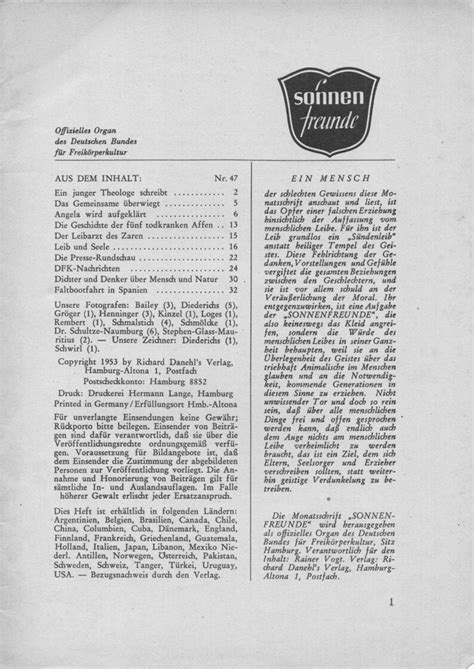 sonnen
freunde
Offizielles Organ
des Deutschen Bundes
für Freikörperkultur
AUS DEM INHALT: Nr. 47
Ein junger Theologe schreibt ............ 2
Das Gemeinsame überwiegt ............ 5
Angela wird aufgeklärt ............ 6
Die Geschichte der fünf todkranken Affen .. 13
Der Leibarzt des Zaren ............ 15
Leib und Seele ............ 16
Die Presse-Rundschau ............ 22
DFK-Nachrichten ............ 24
Dichter und Denker über Mensch und Natur 30
Faltbootfahrt in Spanien ............ 32
Unsere Fotografen: Bailey (3), Diederichs (5),
Gröger (1), Henninger (3), Kinzel (1), Loges (1),
Rembert (1), Schmalstich (4), Schmölcke (1),
Dr. Schultze-Naumburg (6), Stephen-Glass-Mau-
ritius (2). — Unsere Zeichner: Diederichs (1),
Schwirl (1).
Copyright 1953 by Richard Danehl's Verlag,
Hamburg-Altona 1, Postfach
Postscheckkonto: Hamburg 8852
Druck: Druckerei Hermann Lange, Hamburg
Printed in Germany/Erfüllungsort Hmb.-Altona
Für unverlangte Einsendungen keine Gewähr;
Rückporto bitte beilegen. Einsender von Beiträ-
gen sind dafür verantwortlich, daß sie über die
Veröffentlichungsrechte ordnungsgemäß verfü-
gen. Voraussetzung für Bildangebote ist, daß
dem Einsender die Zustimmung der abgebildeten
Personen zur Veröffentlichung vorliegt. Die An-
nahme und Honorierung von Beiträgen gilt für
sämtliche In- und Auslandsauflagen. Im Falle
höherer Gewalt erlischt jeder Ersatzanspruch.
Dies Heft ist erhältlich in folgenden Ländern:
Argentinien, Belgien, Brasilien, Canada, Chile,
China, Columbien, Cuba, Dänemark, England,
Finnland, Frankreich, Griechenland, Guatemala,
Holland, Italien, Japan, Libanon, Mexiko Nie-
derl. Antillen, Norwegen, Österreich, Pakistan,
Schweden, Schweiz, Tanger, Türkei, Uruguay,
USA. — Bezugsnachweis durch den Verlag.
EIN MENSCH
der schlechten Gewissens diese Mo-
natsschrift anschaut und liest, ist
das Opfer einer falschen Erziehung
hinsichtlich der Auffassung vom
menschlichen Leibe. Für ihn ist der
Leib grundlos ein „Sündenleib"
anstatt heiliger Tempel des Gei-
stes. Diese Fehlrichtung der Ge-
danken, Vorstellungen und Gefühle
vergiftet die gesamten Beziehungen
zwischen den Geschlechtern, und
sie ist vor allem schuld an der
Veräußerlichung der Moral. Ihr
entgegenzuwirken, ist eine Aufgabe
der „SONNENFREUNDE", die
also keineswegs das Kleid angrei-
fen, sondern die Würde des
menschlichen Leibes in seiner Ganz-
heit behaupten, weil sie an die
Überlegenheit des Geistes über das
triebhaft Animalische im Menschen
glauben und an die Notwendig-
keit, kommende Generationen in
diesem Sinne zu erziehen. Nicht
unwissender Tor und doch so rein
sein, daß über alle menschlichen
Dinge frei und offen gesprochen
werden kann, daß endlich auch
dem Auge nichts am menschlichen
Leibe verheimlicht zu werden
braucht, das ist ein Ziel, dem sich
Eltern, Seelsorger und Erzieher
verschreiben sollten, statt weiter-
hin geistige Verdunkelung zu be-
treiben.
*
Die Monatsschrift „SONNEN-
FREUNDE" wird herausgegeben
als offizielles Organ des Deutschen
Bundes für Freikörperkultur, Sitz
Hamburg. Verantwortlich für den
Inhalt: Rainer Vogt. Verlag: Ri-
chard Danehl's Verlag, Hamburg-
Altona 1, Postfach.
1